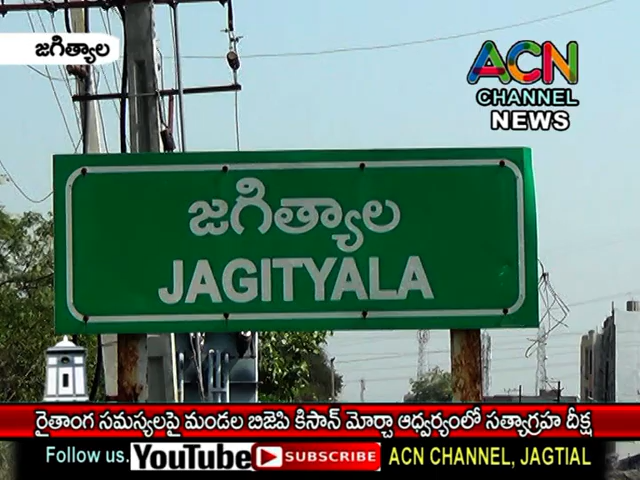 జగిత్యాల
ACN
CHANNEL
NEWS
జగిత్యాల
JAGITYALA
రైతాంగ సమస్యలపై మండల బిజెపి కిసాన్ మోర్చా ఆధ్వర్యంలో సత్యాగ్రహ దీక్ష
Follow us. YouTube SUBSCRIBE ACN CHANNEL, JAGTIAL